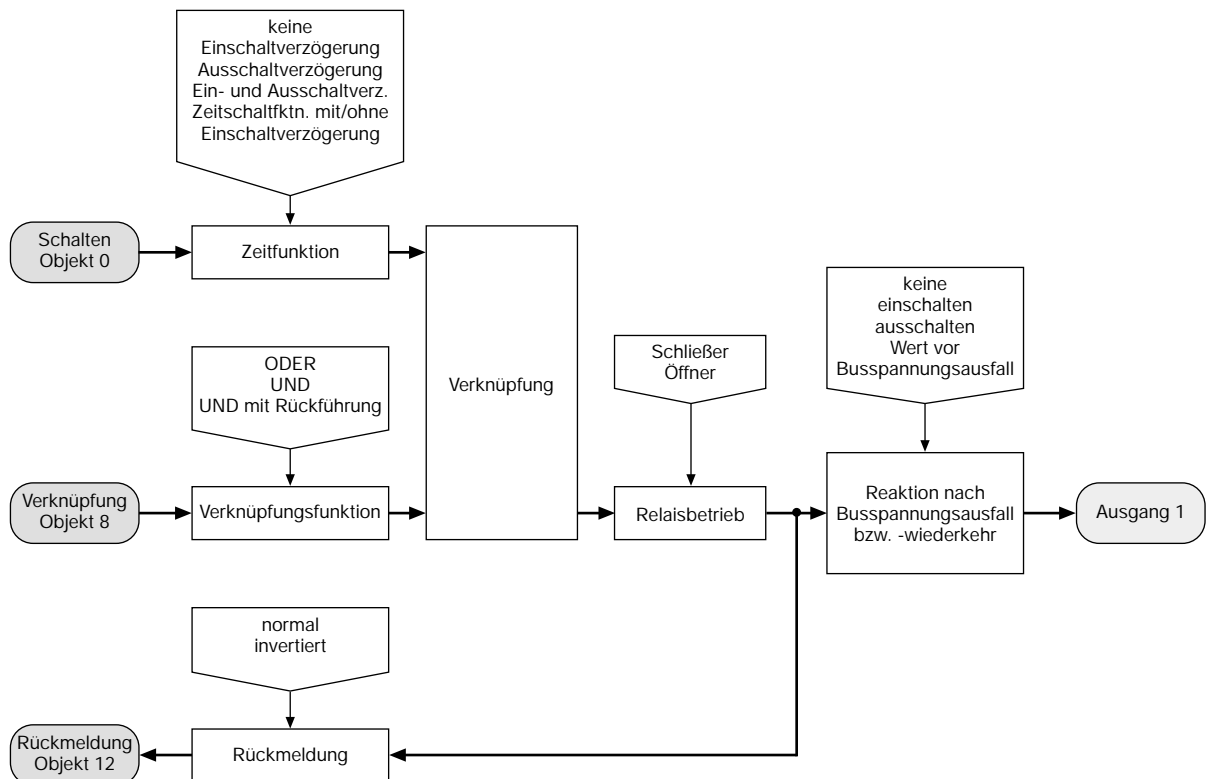 keine
Einschaltverzögerung
Ausschaltverzögerung
Ein- und Ausschaltverz.
Zeitschaltfktn. mit/ohne
Einschaltverzögerung
Schalten
Objekt 0
Zeitfunktion
keine
einschalten
ausschalten
Wert vor
Busspannungsausfall
Schließer
Öffner
ODER
UND
UND mit Rückführung
Verknüpfung
Verknüpfung
Objekt 8
Verknüpfungsfunktion
Relaisbetrieb
Reaktion nach
Busspannungsausfall
bzw. -wiederkehr
Ausgang 1
normal
invertiert
Rückmeldung
Objekt 12
Rückmeldung